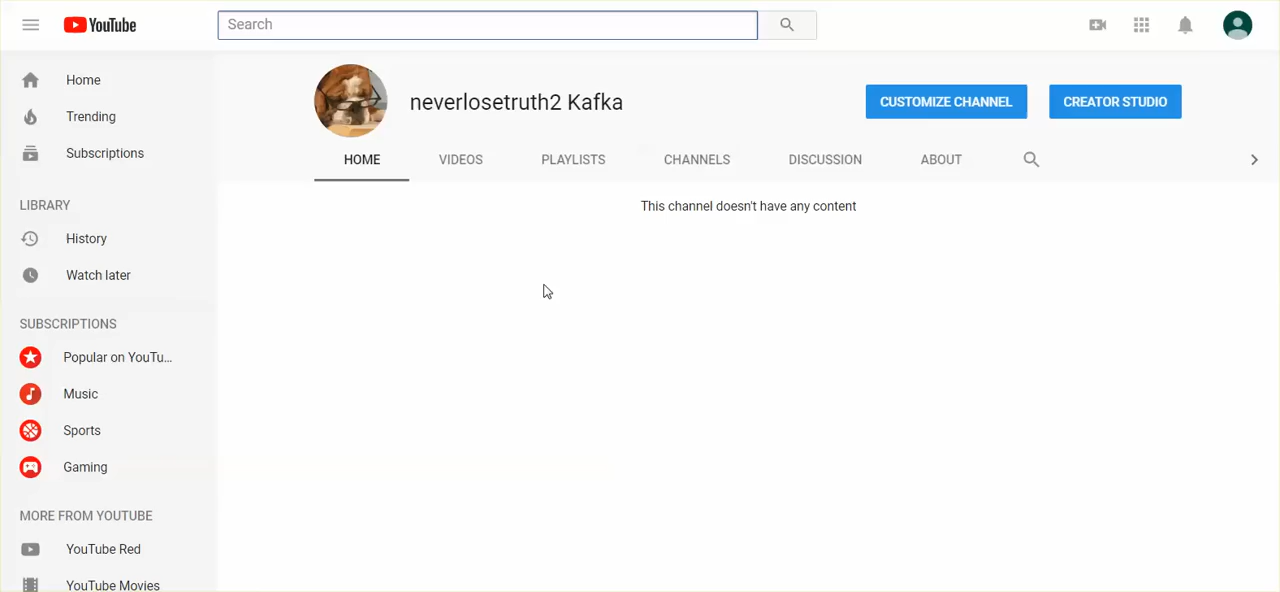 YouTube
Search
Home
Trending
Subscriptions
LIBRARY
History
Watch later
SUBSCRIPTIONS
Popular on YouTu...
Music
Sports
Gaming
MORE FROM YOUTUBE
YouTube Red
YouTube Movies
neverlosetruth2 Kafka
CUSTOMIZE CHANNEL
CREATOR STUDIO
HOME
VIDEOS
PLAYLISTS
CHANNELS
DISCUSSION
ABOUT
This channel doesn't have any content